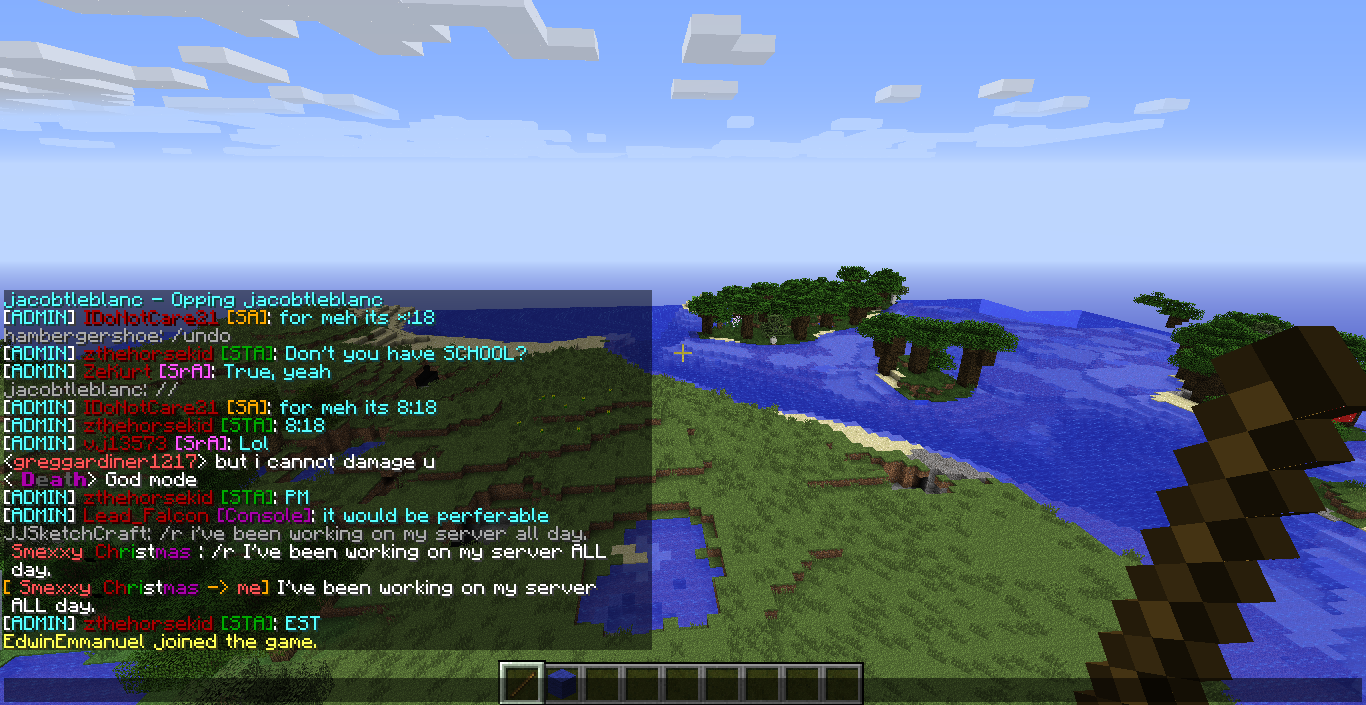 jacobtleblanc - Opping jacobtleblanc
[ADMIN] IDoNotCare21 [SA]: for meh its *:18
hambergershoe: /undo
[ADMIN] zthehorsekid [STA]: Don't you have SCHOOL?
[ADMIN] ZeKurt [SrA]: True, yeah
jacobtleblanc: //
[ADMIN] IDoNotCare21 [SA]: for meh its 8:18
[ADMIN] zthehorsekid [STA]: 8:18
[ADMIN] vj13573 [SrA]: Lol
<greggardiner1217> but i cannot damage u
< Death> God mode
[ADMIN] zthehorsekid [STA]: PM
[ADMIN] Lead_Falcon [Console]: it would be perferable
JJSketchCraft: /r i've been working on my server all day.
Smexxy Christmas : /r I've been working on my server ALL
day.
[ Smexxy Christmas -> me] I've been working on my server
ALL day.
[ADMIN] zthehorsekid [STA]: EST
EdwinEmmanuel joined the game.